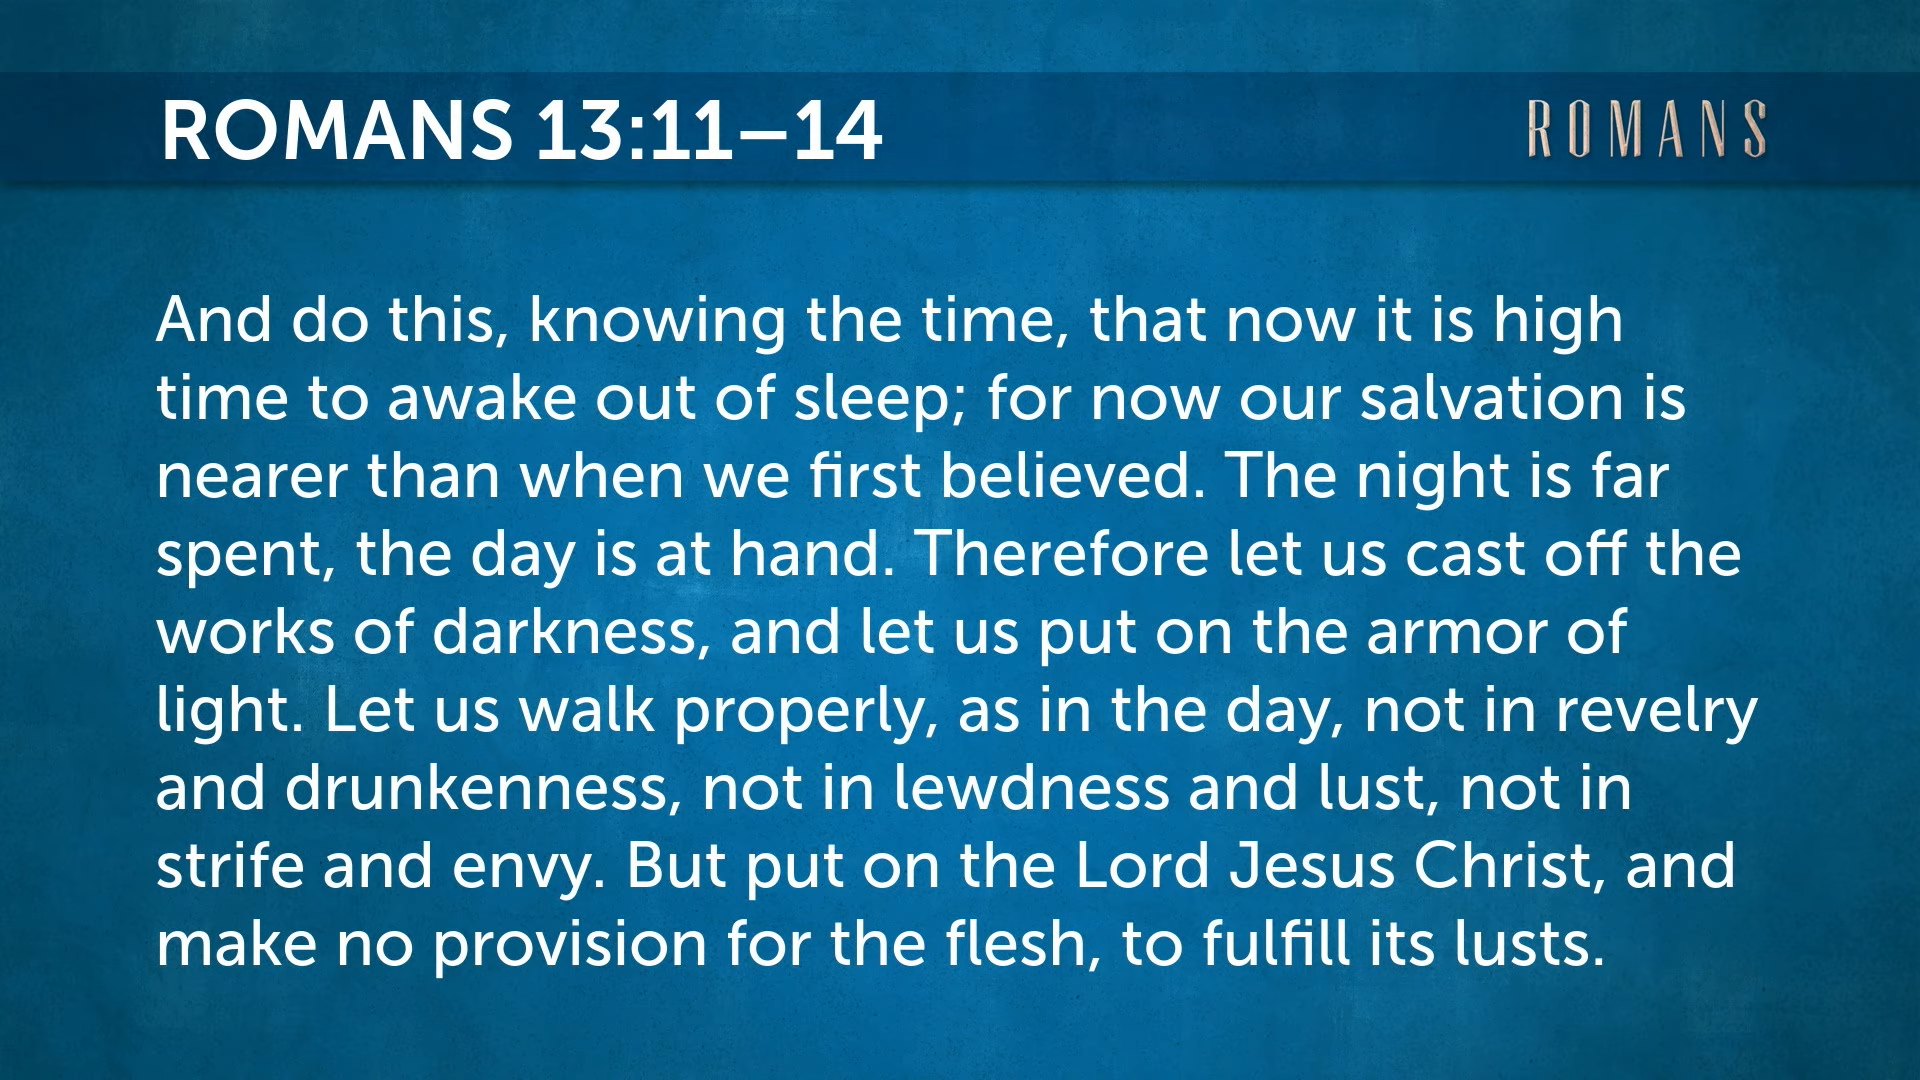 ROMANS 13:11–14
ROMANS
And do this, knowing the time, that now it is high
time to awake out of sleep; for now our salvation is
nearer than when we first believed. The night is far
spent, the day is at hand. Therefore let us cast off the
works of darkness, and let us put on the armor of
light. Let us walk properly, as in the day, not in revelry
and drunkenness, not in lewdness and lust, not in
strife and envy. But put on the Lord Jesus Christ, and
make no provision for the flesh, to fulfill its lusts.